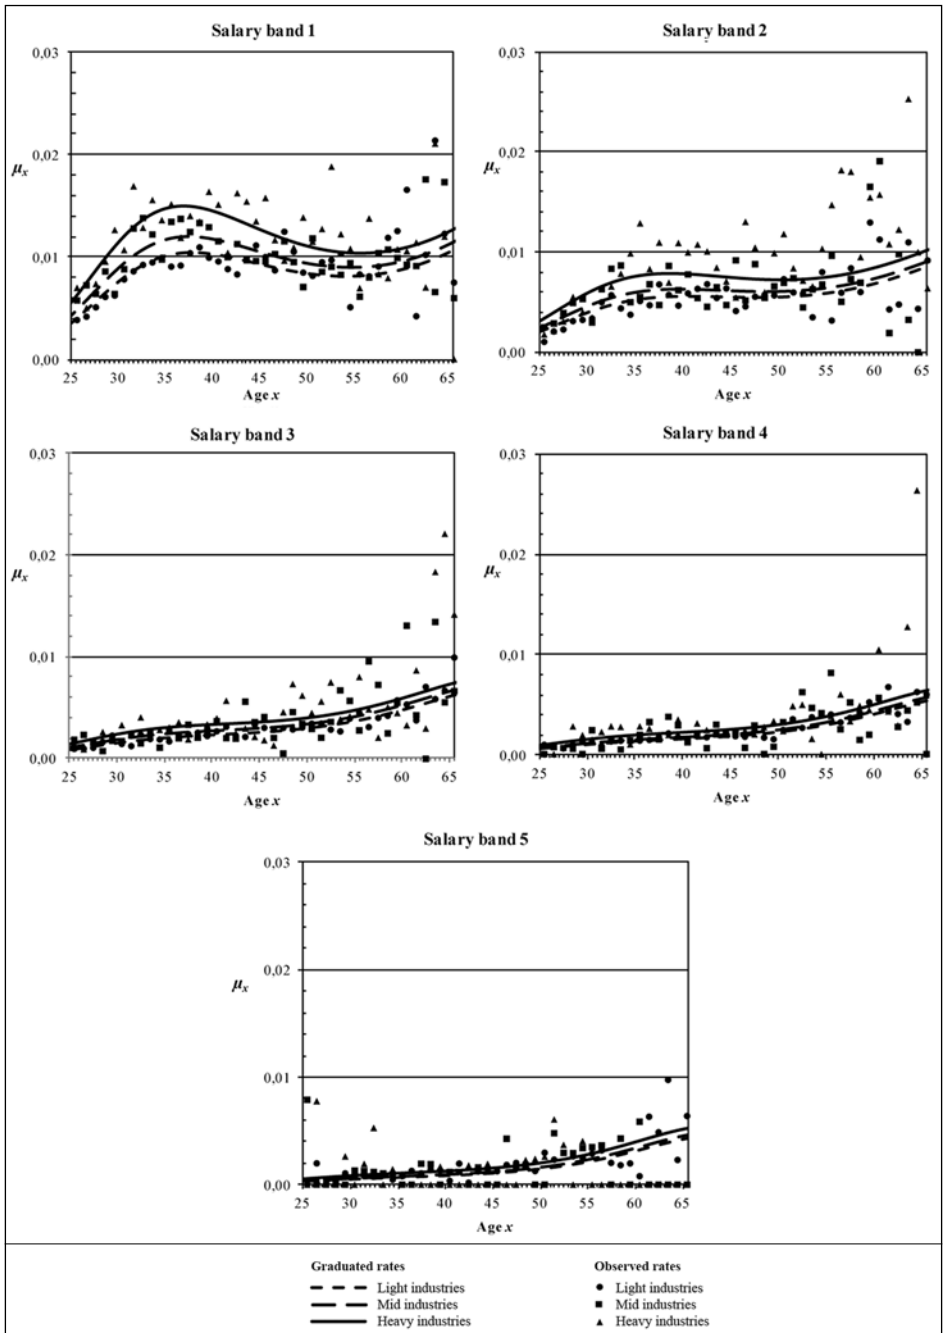 Salary band 1
0,03
0,02
μx
0,01
0,00
25 30 35 40 45 50 55 60 65
Age x
Salary band 2
0,03
0,02
μx
0,01
0,00
25 30 35 40 45 50 55 60 65
Age x
Salary band 3
0,03
0,02
μx
0,01
0,00
25 30 35 40 45 50 55 60 65
Age x
Salary band 4
0,03
0,02
μx
0,01
0,00
25 30 35 40 45 50 55 60 65
Age x
Salary band 5
0,03
0,02
μx
0,01
0,00
25 30 35 40 45 50 55 60 65
Age x
Graduated rates
Light industries
Mid industries
Heavy industries
Observed rates
Light industries
Mid industries
Heavy industries